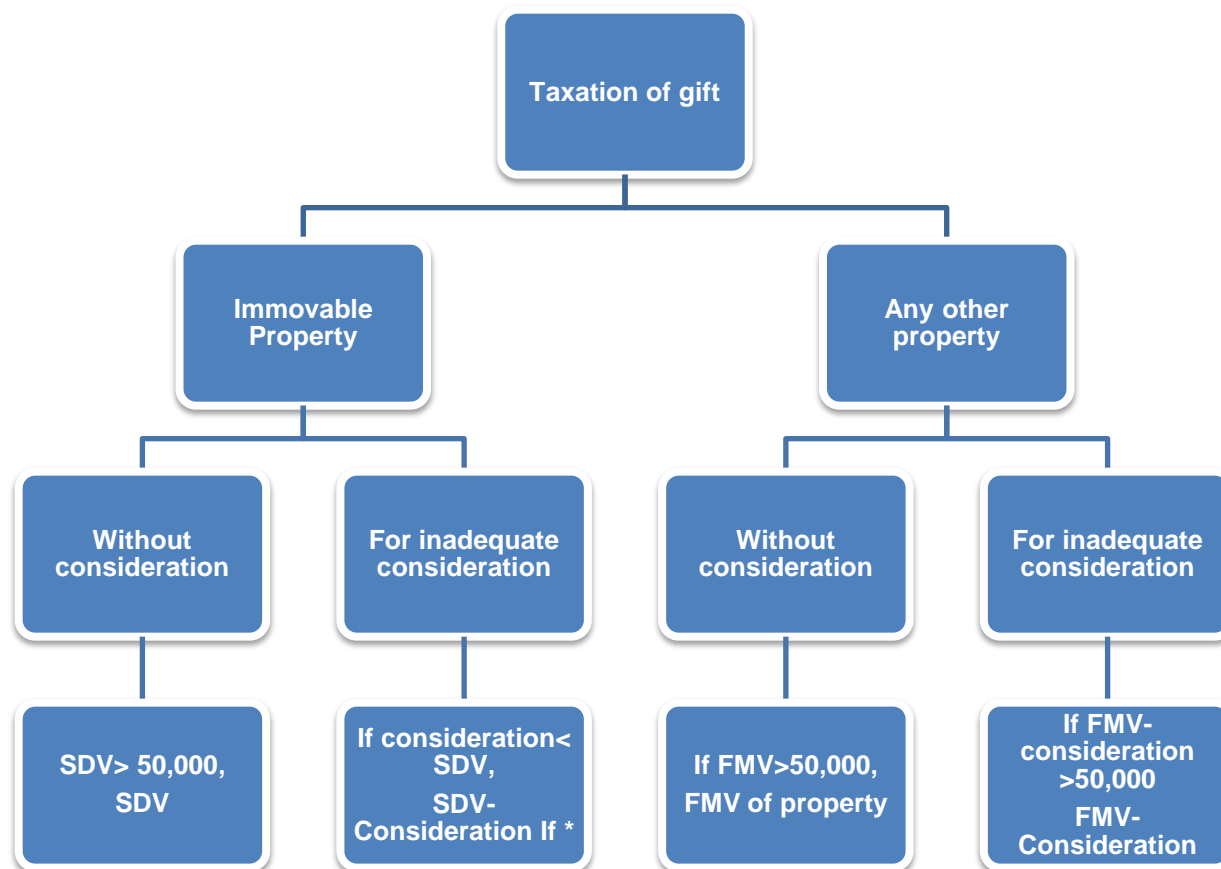 Taxation of gift
Immovable
Property
Any other
property
Without
consideration
For inadequate
consideration
Without
consideration
For inadequate
consideration
SDV> 50,000,
SDV
If consideration<
SDV,
SDV-
Consideration If *
If FMV>50,000,
FMV of property
If FMV-
consideration
>50,000
FMV-
Consideration